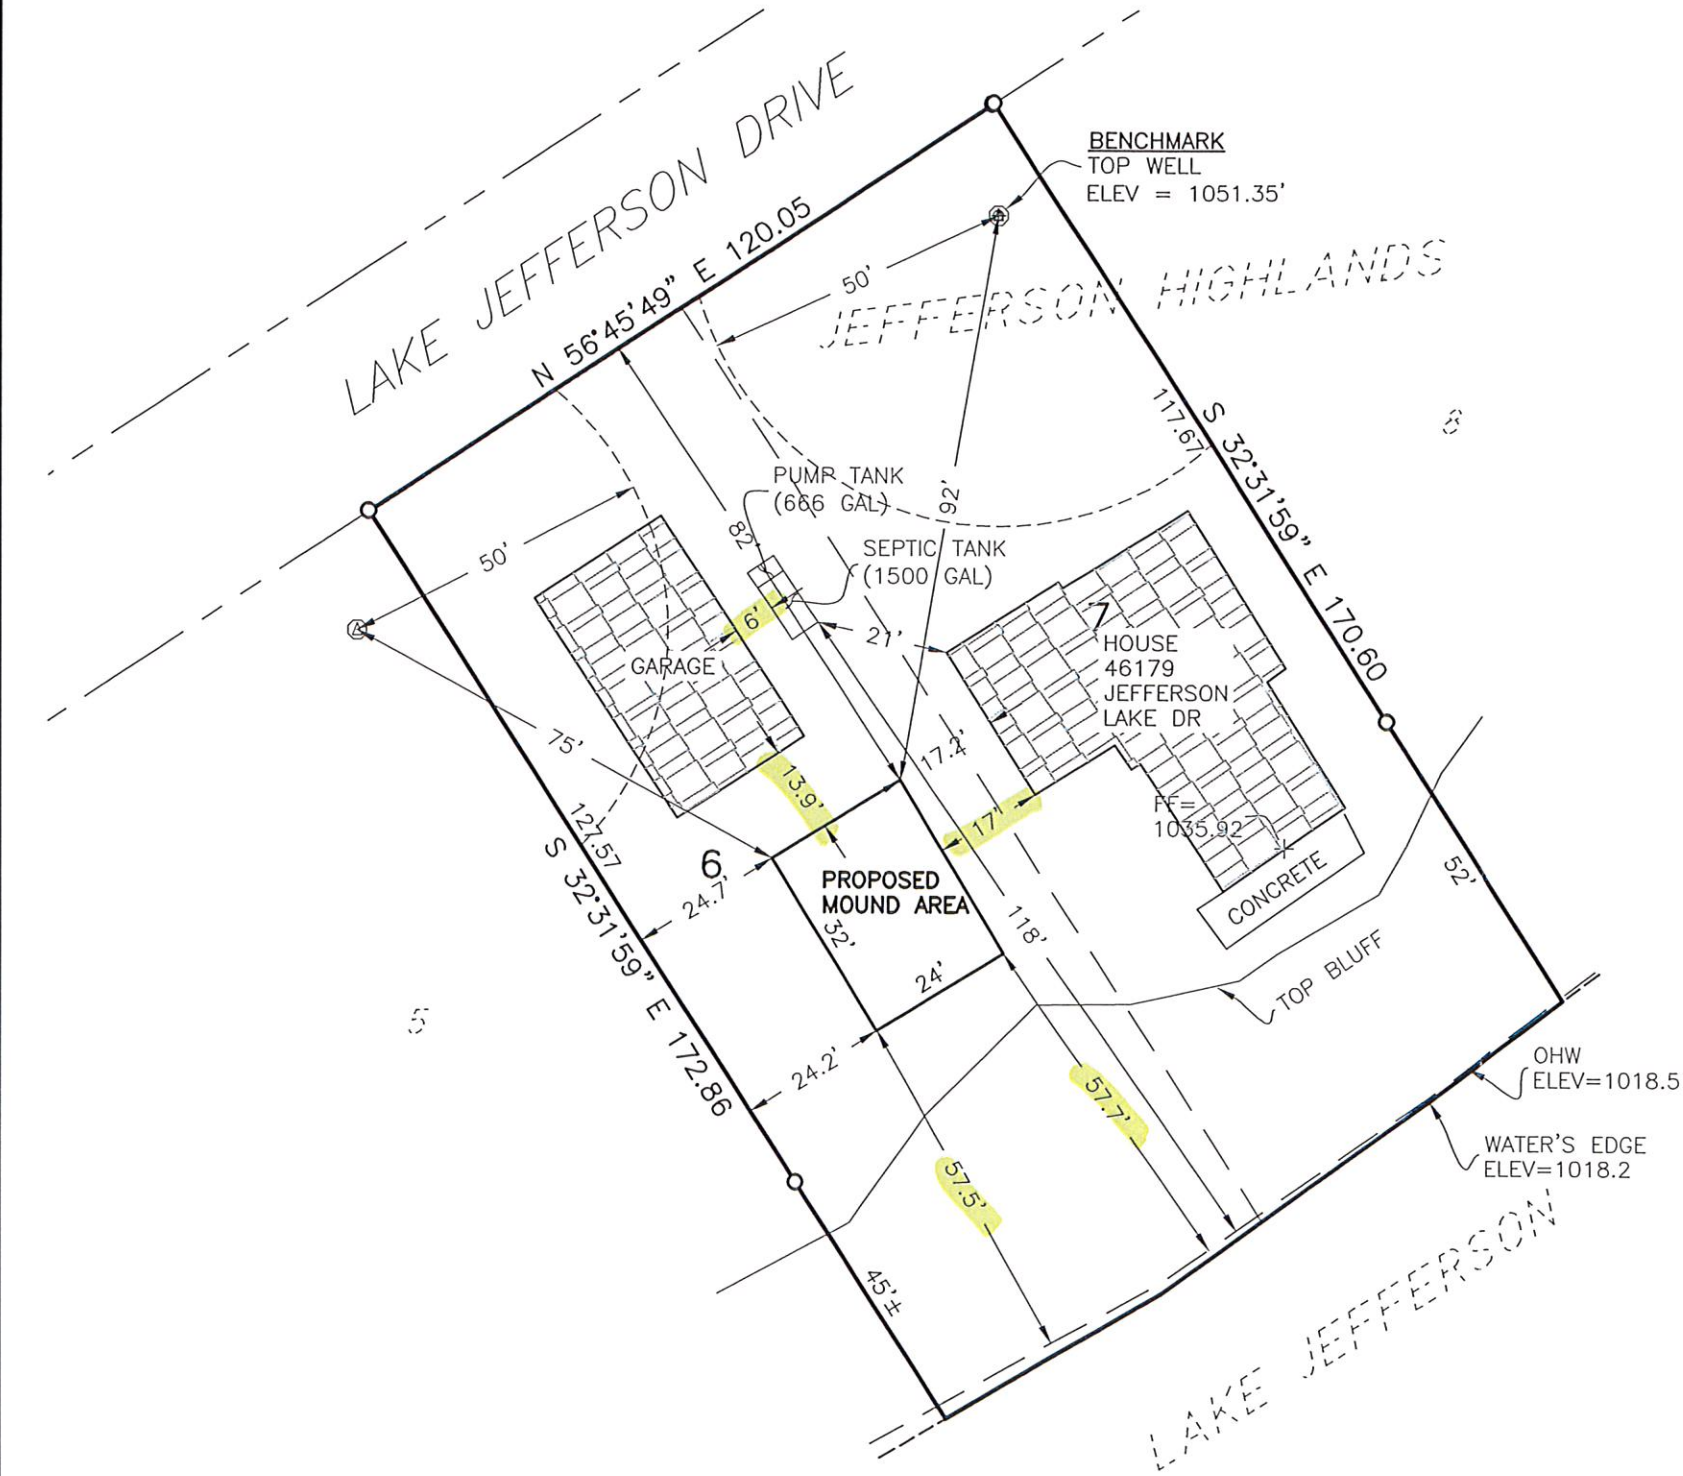 LAKE JEFFERSON DRIVE
BENCHMARK
TOP WELL
ELEV = 1051.35'
N 56°45'49" E 120.05
50'
JEFFERSON HIGHLANDS
117.67
S 32°31'59" E 170.60
8
PUMP TANK
(666 GAL)
92'
82'
SEPTIC TANK
(1500 GAL)
50'
6'
21'
7
HOUSE
46179
JEFFERSON
LAKE DR
GARAGE
75'
17.2'
13.9'
17'
FF=
1035.92
127.57
S 32°31'59" E 172.86
6
24.7'
PROPOSED
MOUND AREA
32'
118'
CONCRETE
52'
24'
TOP BLUFF
5
24.2'
57.7'
OHW
ELEV=1018.5
WATER'S EDGE
ELEV=1018.2
57.5'
45'±
LAKE JEFFERSON